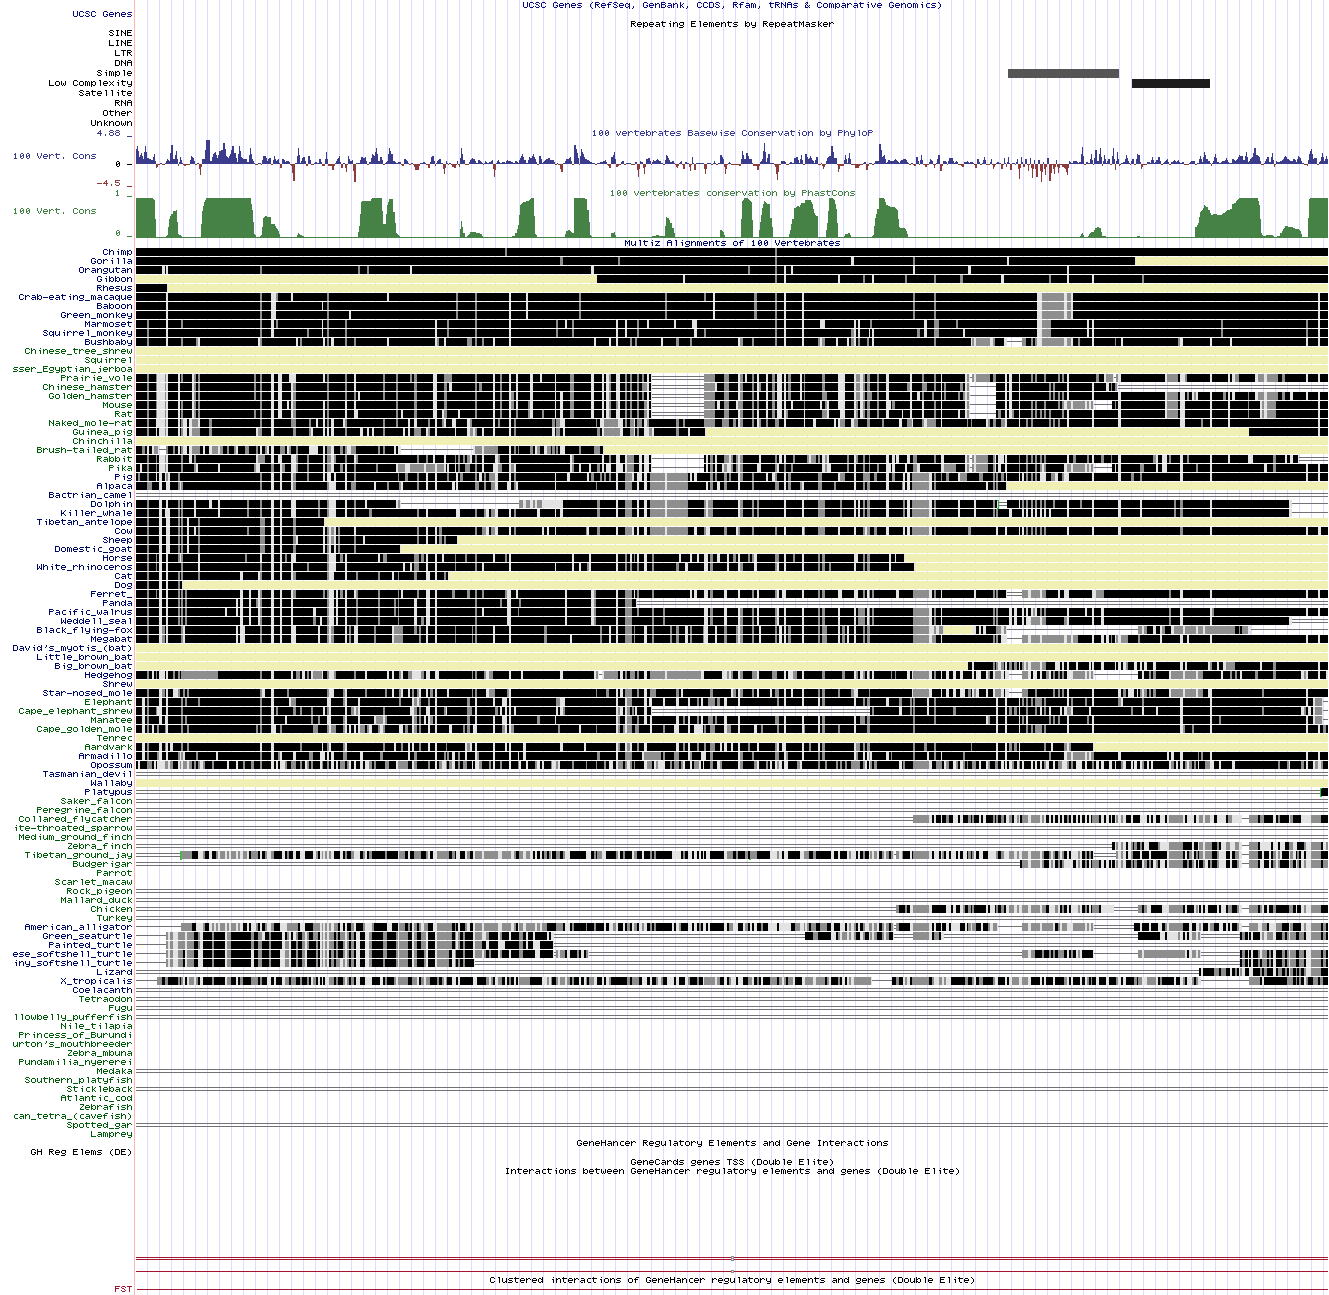 UCSC Genes (RefSeq, GenBank, CCDS, Rfam, tRNAs & Comparative Genomics)
UCSC Genes
Repeating Elements by RepeatMasker
SINE
LINE
LTR
DNA
Simple
Low Complexity
Satellite
RNA
Other
Unknown
4.88 _
100 vertebrates Basewise Conservation by PhyloP
100 Vert. Cons
0 _
-4.5 _
100 vertebrates conservation by PhastCons
1 _
100 Vert. Cons
0 _
Multiz Alignments of 100 Vertebrates
Chimp
Gorilla
Orangutan
Gibbon
Rhesus
Crab-eating_macaque
Baboon
Green_monkey
Marmoset
Squirrel_monkey
Bushbaby
Chinese_tree_shrew
Squirrel
sser_Egyptian_jerboa
Prairie_vole
Chinese_hamster
Golden_hamster
Mouse
Rat
Naked_mole-rat
Guinea_pig
Chinchilla
Brush-tailed_rat
Rabbit
Pika
Pig
Alpaca
Bactrian_camel
Dolphin
Killer_whale
Tibetan_antelope
Cow
Sheep
Domestic_goat
Horse
White_rhinoceros
Cat
Dog
Ferret_
Panda
Pacific_walrus
Weddell_seal
Black_flying-fox
Megabat
David's_myotis_(bat)
Little_brown_bat
Big_brown_bat
Hedgehog
Shrew
Star-nosed_mole
Elephant
Cape_elephant_shrew
Manatee
Cape_golden_mole
Tenrec
Aardvark
Armadillo
Opossum
Tasmanian_devil
Wallaby
Platypus
Saker_falcon
Peregrine_falcon
Collared_flycatcher
ite-throated_sparrow
Medium_ground_finch
Zebra_finch
Tibetan_ground_jay
Budgerigar
Parrot
Scarlet_macaw
Rock_pigeon
Mallard_duck
Chicken
Turkey
American_alligator
Green_seaturtle
Painted_turtle
ese_softshell_turtle
iny_softshell_turtle
Lizard
X_tropicalis
Coelacanth
Tetraodon
Fugu
llowbelly_pufferfish
Nile_tilapia
Princess_of_Burundi
urton's_mouthbreeder
Zebra_mbuna
Pundamilia_nyererei
Medaka
Southern_platyfish
Stickleback
Atlantic_cod
Zebrafish
can_tetra_(cavefish)
Spotted_gar
Lamprey
GeneHancer Regulatory Elements and Gene Interactions
GH Reg Elems (DE)
GeneCards genes TSS (Double Elite)
Interactions between GeneHancer regulatory elements and genes (Double Elite)
Clustered interactions of GeneHancer regulatory elements and genes (Double Elite)
FST